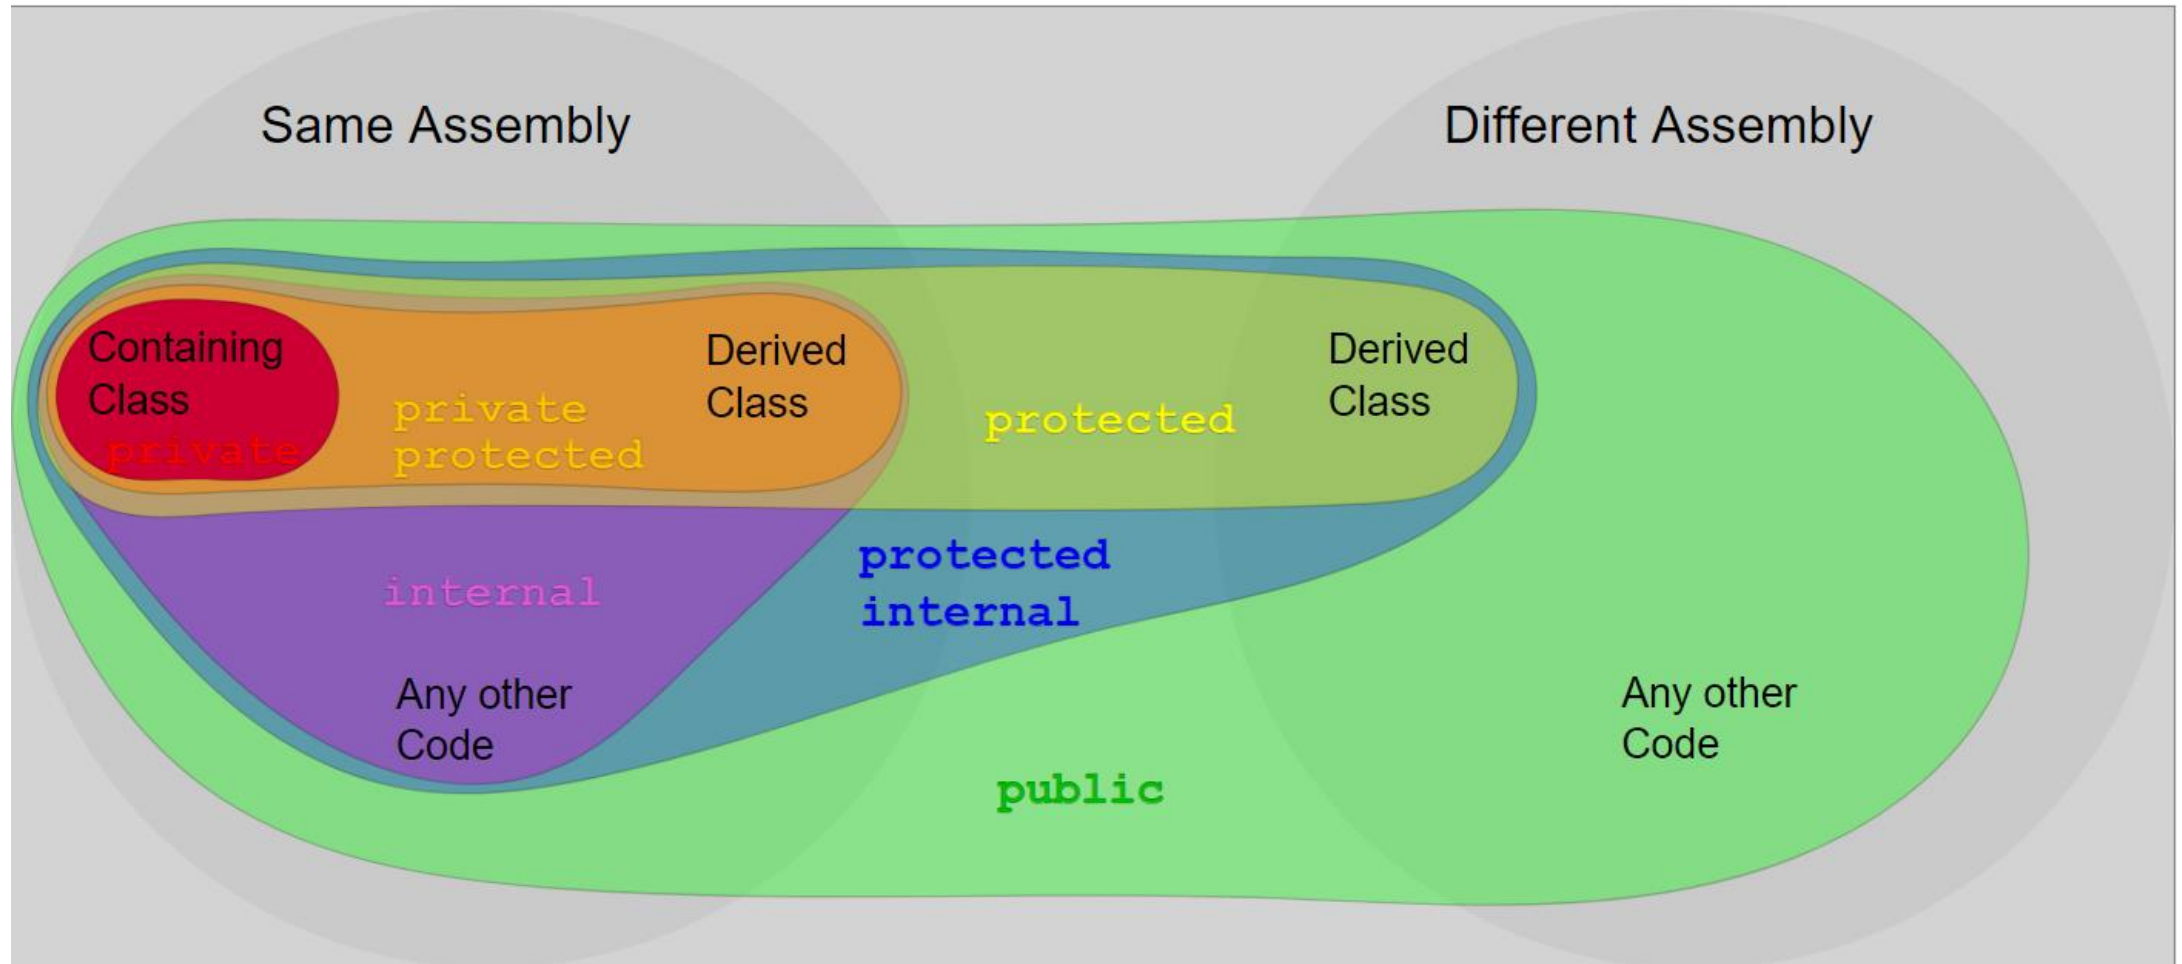 Same Assembly
Different Assembly
Containing
Class
private
private
protected
Derived
Class
protected
Derived
Class
internal
protected
internal
Any other
Code
public
Any other
Code